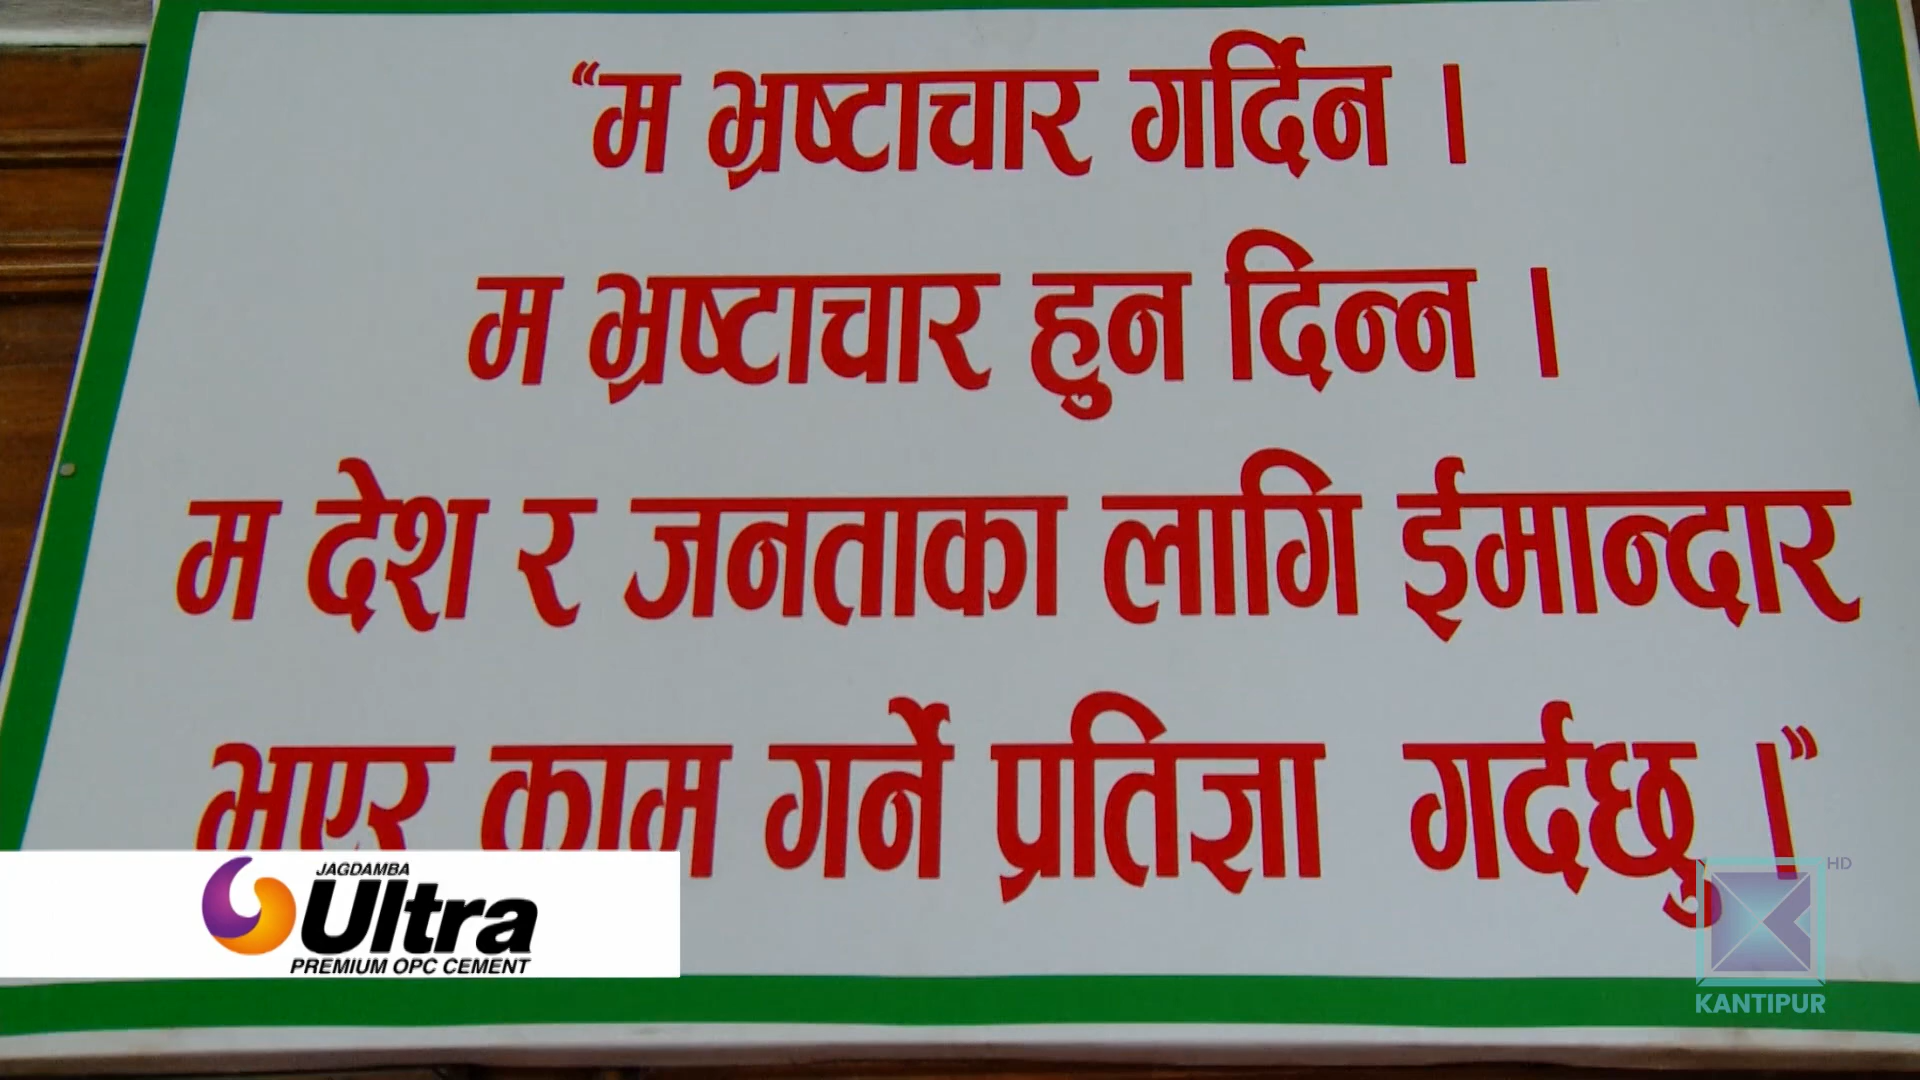 “म भ्रष्टाचार गर्दिन ।
म भ्रष्टाचार हुन दिन्न ।
म देश र जनताका लागि ईमान्दार
भएर काम गर्ने प्रतिज्ञा गर्दछु ।”
JAGDAMBA
Ultra
PREMIUM OPC CEMENT
HD
KANTIPUR